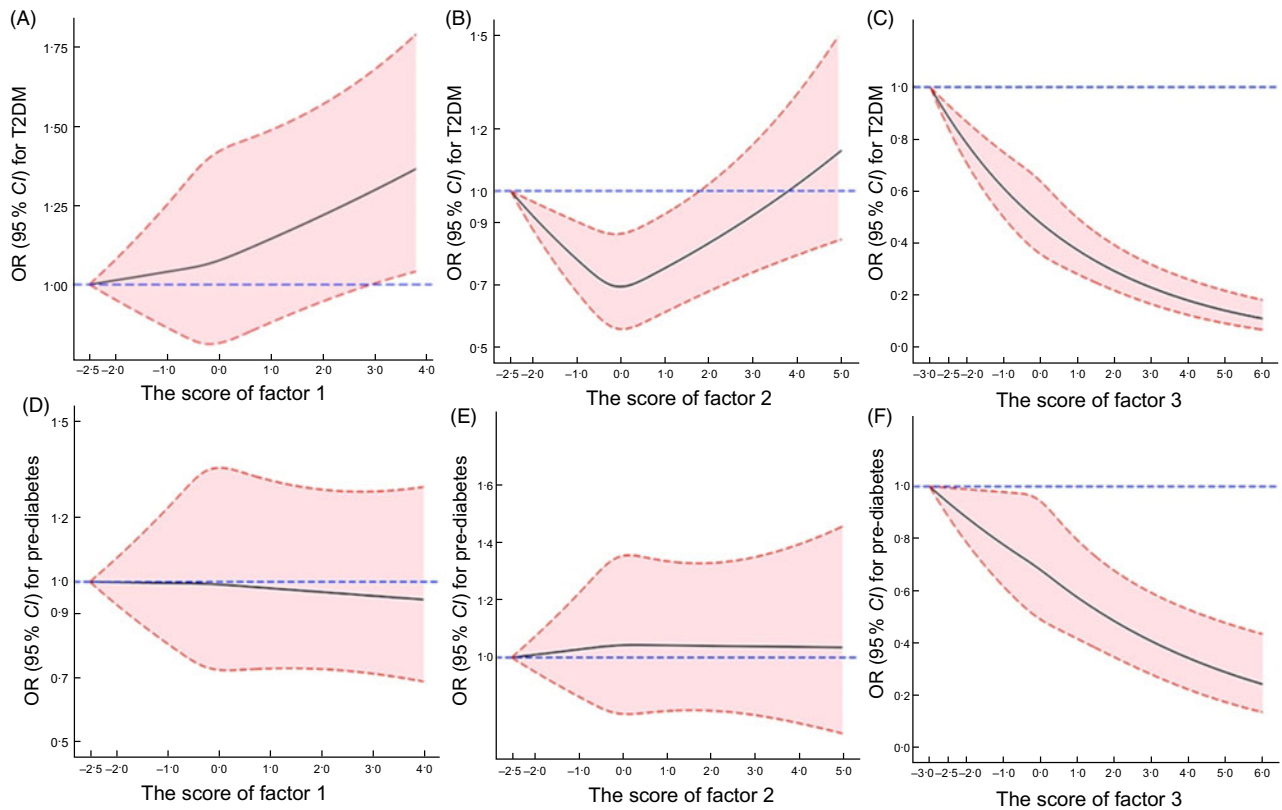 (A)
OR (95 % CI) for T2DM
1·75
1·50
1·25
1·00
–2·5 –2·0 –1·0 0·0 1·0 2·0 3·0 4·0
The score of factor 1
(B)
OR (95 % CI) for T2DM
1·5
1·2
1·0
0·9
0·7
0·5
–2·5 –2·0 –1·0 0·0 1·0 2·0 3·0 4·0 5·0
The score of factor 2
(C)
OR (95 % CI) for T2DM
1·0
0·8
0·6
0·4
0·2
0·0
–3·0 –2·5 –2·0 –1·0 0·0 1·0 2·0 3·0 4·0 5·0 6·0
The score of factor 3
(D)
OR (95 % CI) for pre-diabetes
1·5
1·2
1·0
0·9
0·7
0·5
–2·5 –2·0 –1·0 0·0 1·0 2·0 3·0 4·0
The score of factor 1
(E)
OR (95 % CI) for pre-diabetes
1·6
1·4
1·2
1·0
–2·5 –2·0 –1·0 0·0 1·0 2·0 3·0 4·0 5·0
The score of factor 2
(F)
OR (95 % CI) for pre-diabetes
1·0
0·8
0·6
0·4
0·2
0·0
–3·0 –2·5 –2·0 –1·0 0·0 1·0 2·0 3·0 4·0 5·0 6·0
The score of factor 3